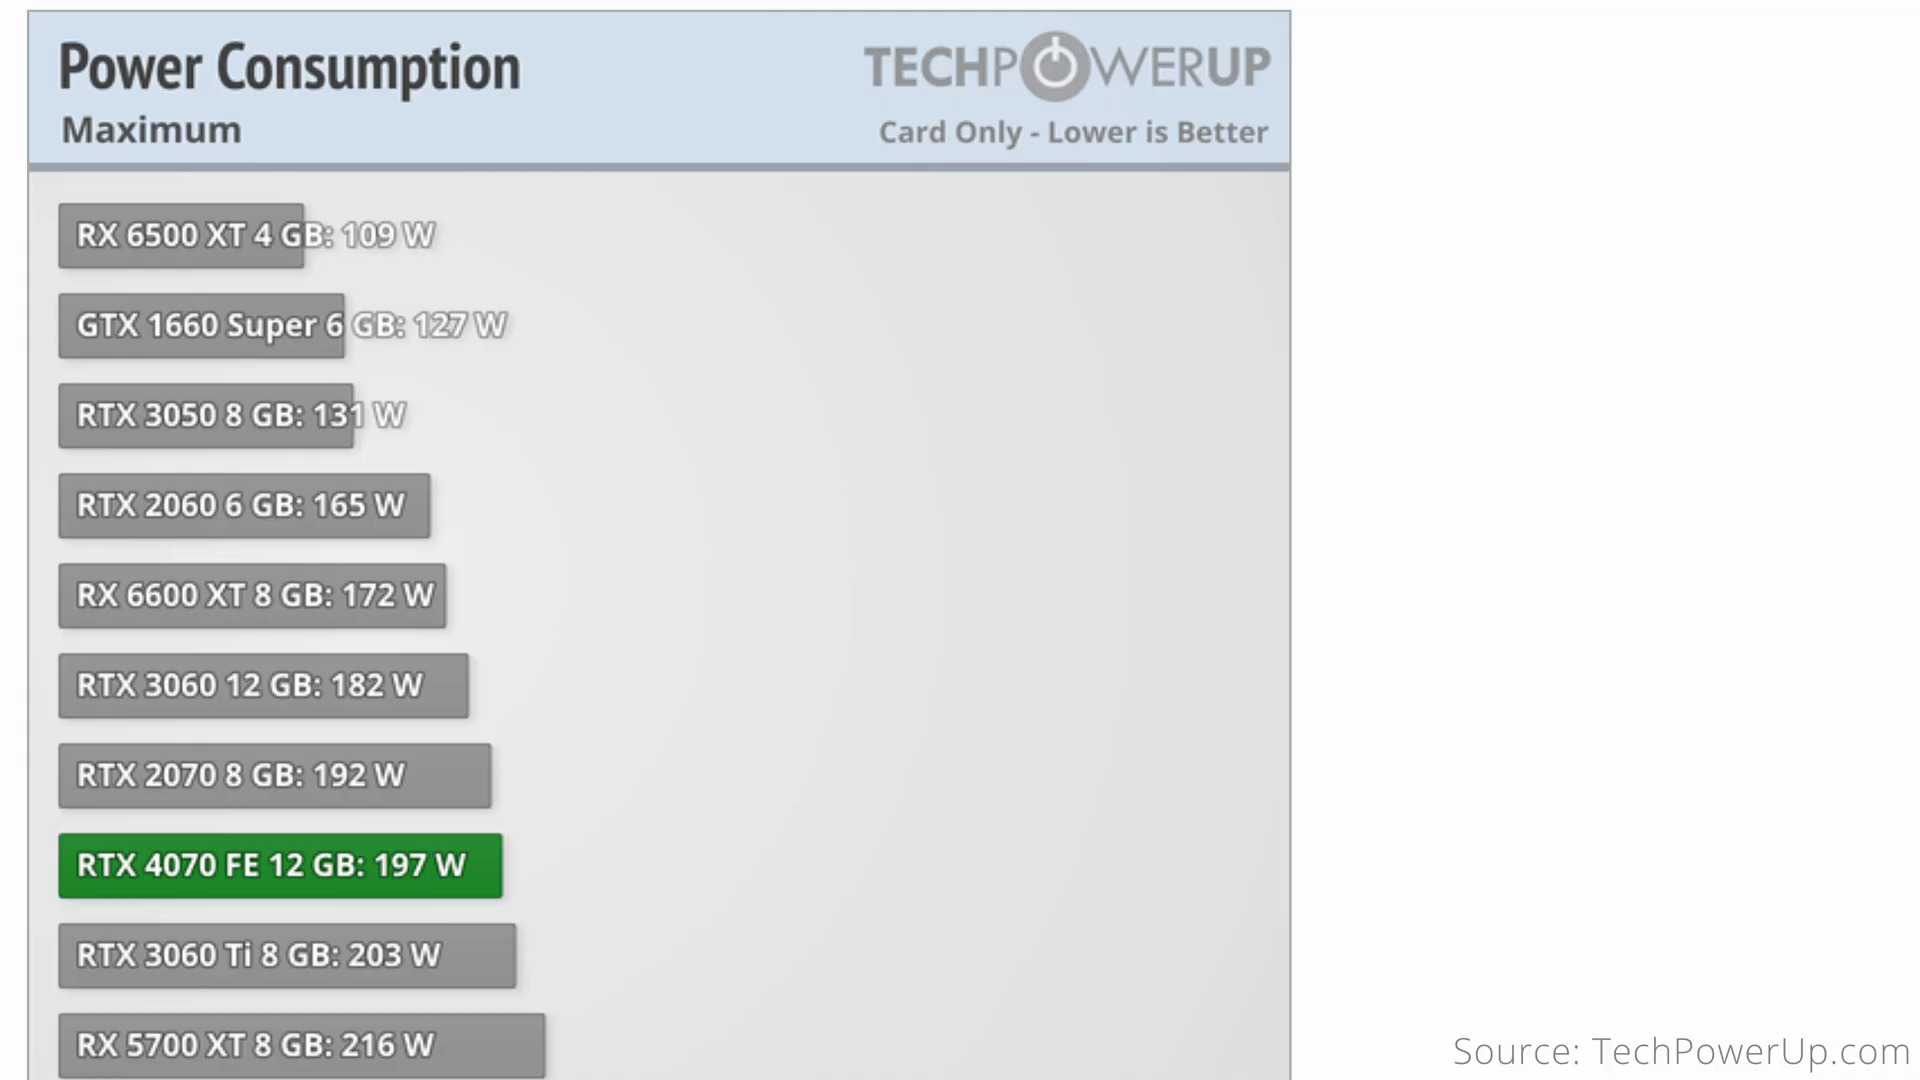 Power Consumption
TECHPOWERUP
Maximum
Card Only - Lower is Better
RX 6500 XT 4 GB: 109 W
GTX 1660 Super 6 GB: 127 W
RTX 3050 8 GB: 131 W
RTX 2060 6 GB: 165 W
RX 6600 XT 8 GB: 172 W
RTX 3060 12 GB: 182 W
RTX 2070 8 GB: 192 W
RTX 4070 FE 12 GB: 197 W
RTX 3060 Ti 8 GB: 203 W
RX 5700 XT 8 GB: 216 W
Source: TechPowerUp.com